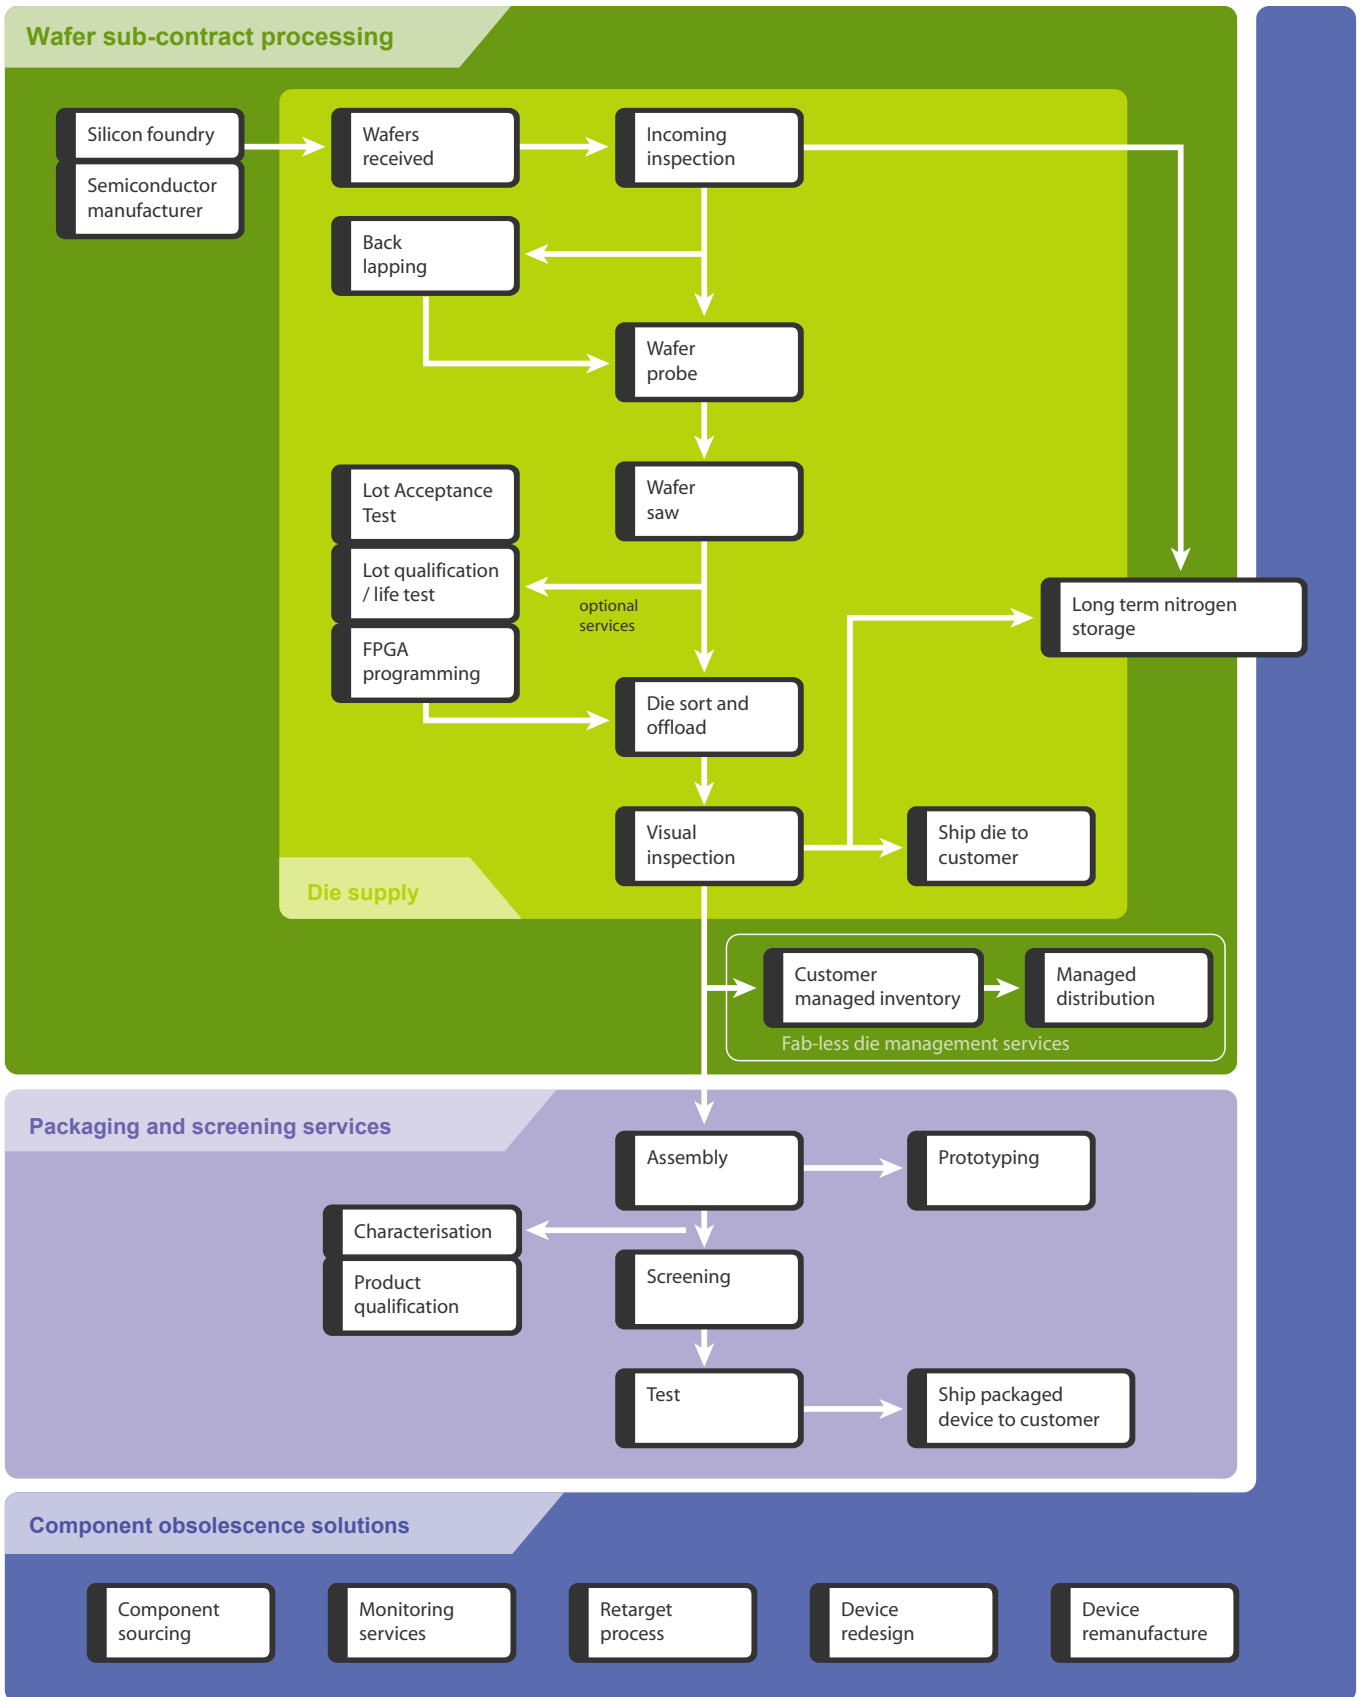 Wafer sub-contract processing
Silicon foundry
Semiconductor
manufacturer
Wafers
received
Incoming
inspection
Back
lapping
Wafer
probe
Wafer
saw
Lot Acceptance
Test
Lot qualification
/ life test
FPGA
programming
optional
services
Long term nitrogen
storage
Die sort and
offload
Visual
inspection
Ship die to
customer
Die supply
Customer
managed inventory
Managed
distribution
Fab-less die management services
Packaging and screening services
Assembly
Prototyping
Characterisation
Product
qualification
Screening
Test
Ship packaged
device to customer
Component obsolescence solutions
Component
sourcing
Monitoring
services
Retarget
process
Device
redesign
Device
remanufacture